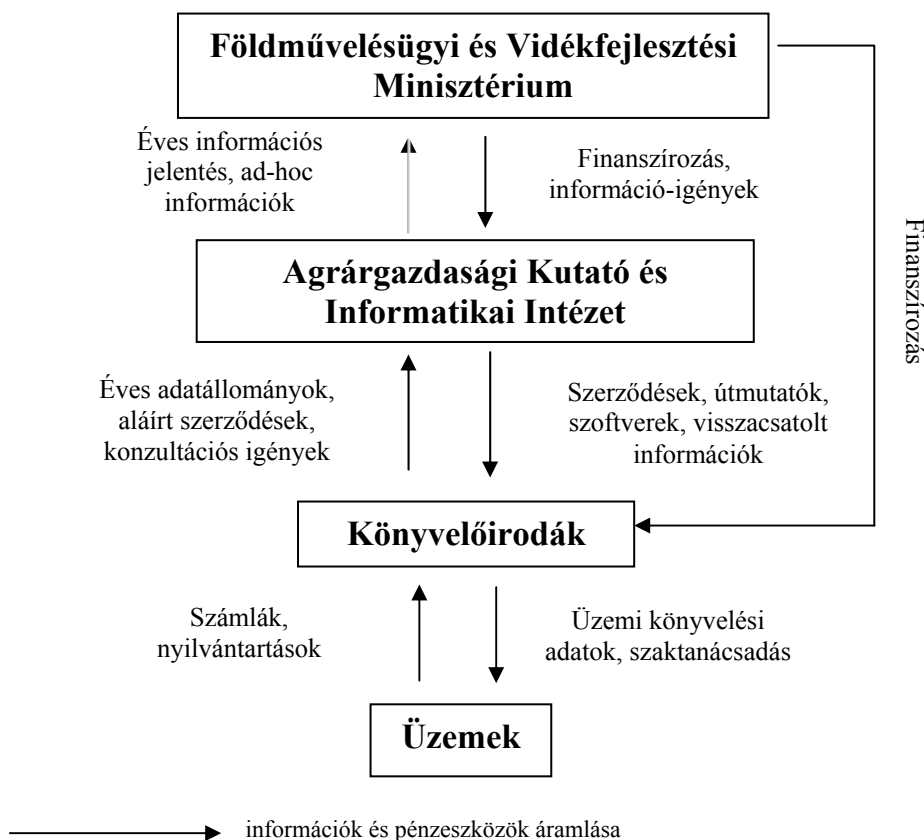 Földművelésügyi és Vidékfejlesztési
Minisztérium
Éves információs
jelentés, ad-hoc
információk
Finanszírozás,
információ-igények
Finanszírozás
Agrárgazdasági Kutató és
Informatikai Intézet
Éves adatállományok,
aláírt szerződések,
konzultációs igények
Szerződések, útmutatók,
szoftverek, visszacsatolt
információk
Könyvelőirodák
Számlák,
nyilvántartások
Üzemi könyvelési
adatok, szaktanácsadás
Üzemek
információk és pénzeszközök áramlása